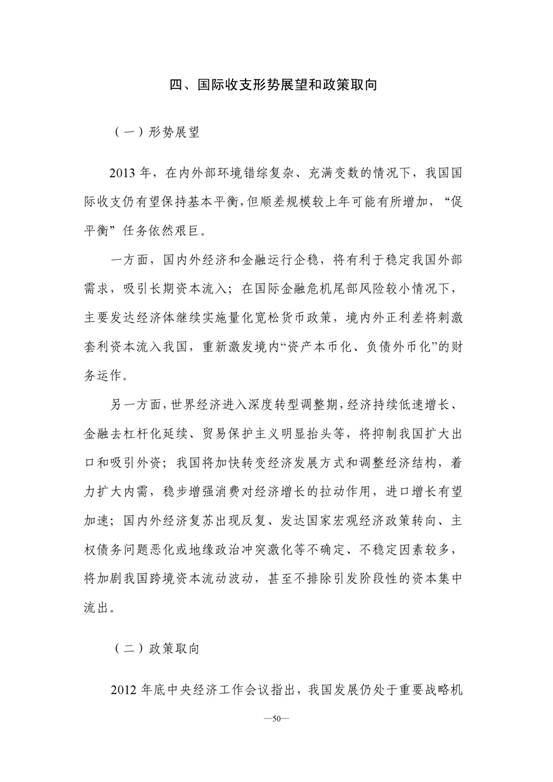 四、国际收支形势展望和政策取向
（一）形势展望
2013 年，在内外部环境错综复杂、充满变数的情况下，我国国
际收支仍有望保持基本平衡，但顺差规模较上年可能有所增加，“促
平衡”任务依然艰巨。
一方面，国内外经济和金融运行企稳，将有利于稳定我国外部
需求，吸引长期资本流入；在国际金融危机尾部风险较小情况下，
主要发达经济体继续实施量化宽松货币政策，境内外正利差将刺激
套利资本流入我国，重新激发境内“资产本币化、负债外币化”的财
务运作。
另一方面，世界经济进入深度转型调整期，经济持续低速增长、
金融去杠杆化延续、贸易保护主义明显抬头等，将抑制我国扩大出
口和吸引外资；我国将加快转变经济发展方式和调整经济结构，着
力扩大内需，稳步增强消费对经济增长的拉动作用，进口增长有望
加速；国内外经济复苏出现反复、发达国家宏观经济政策转向、主
权债务问题恶化或地缘政治冲突激化等不确定、不稳定因素较多，
将加剧我国跨境资本流动波动，甚至不排除引发阶段性的资本集中
流出。
（二）政策取向
2012 年底中央经济工作会议指出，我国发展仍处于重要战略机
—50—